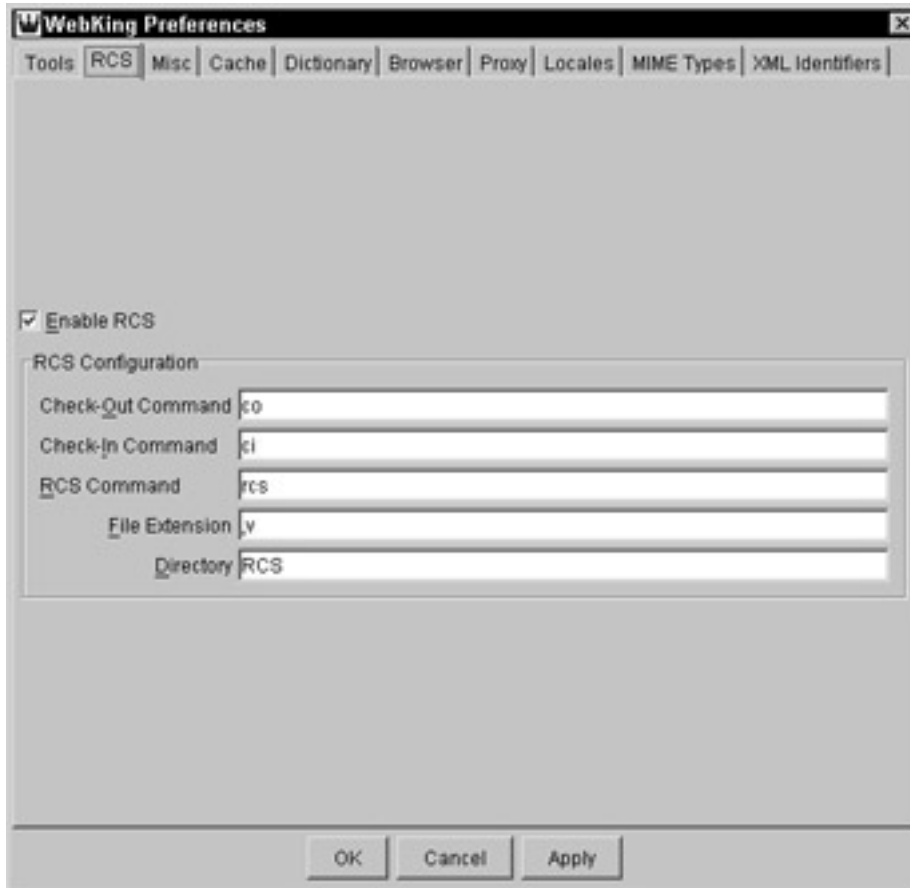 WebKing Preferences
Tools RCS Misc Cache Dictionary Browser Proxy Locales MIME Types XML Identifiers
Enable RCS
RCS Configuration
Check-Out Command co
Check-In Command ci
RCS Command rcs
File Extension ,v
Directory RCS
OK Cancel Apply